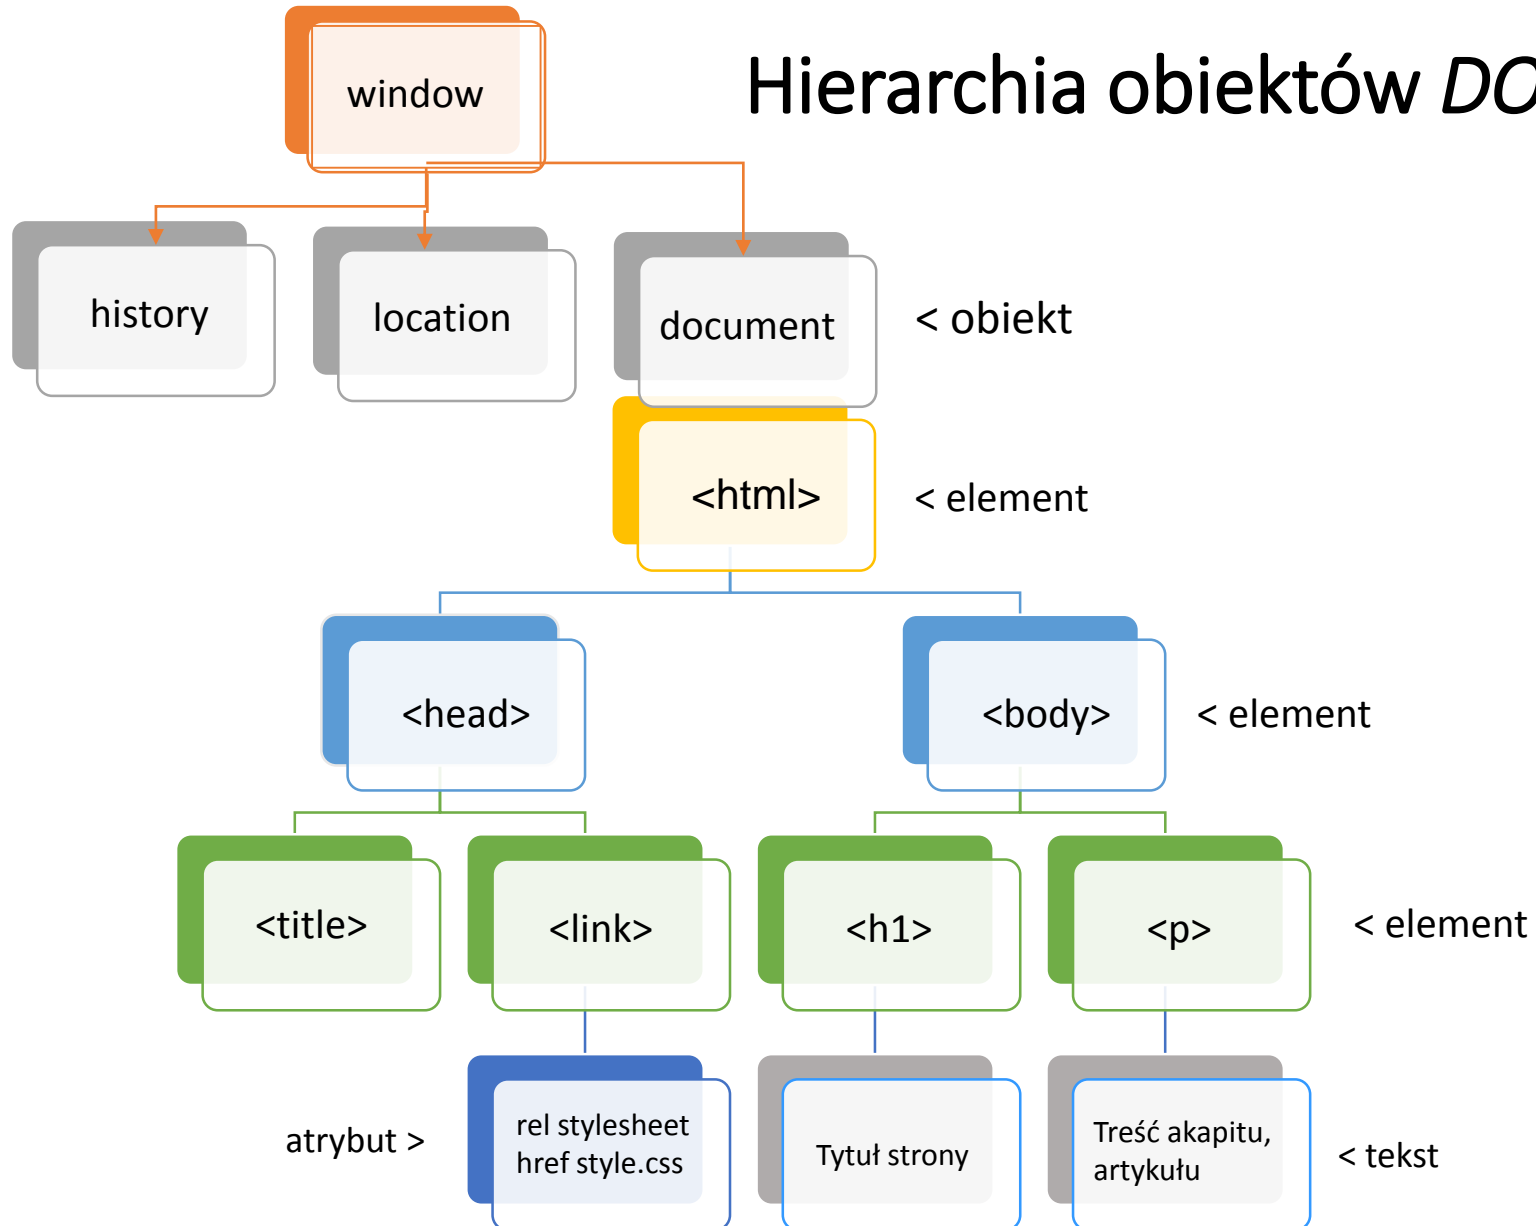 Hierarchia obiektów DO
window
history
location
document
< obiekt
<html>
< element
<head>
<body>
< element
<title>
<link>
<h1>
<p>
< element
atrybut >
rel stylesheet
href style.css
Tytuł strony
Treść akapitu,
artykułu
< tekst